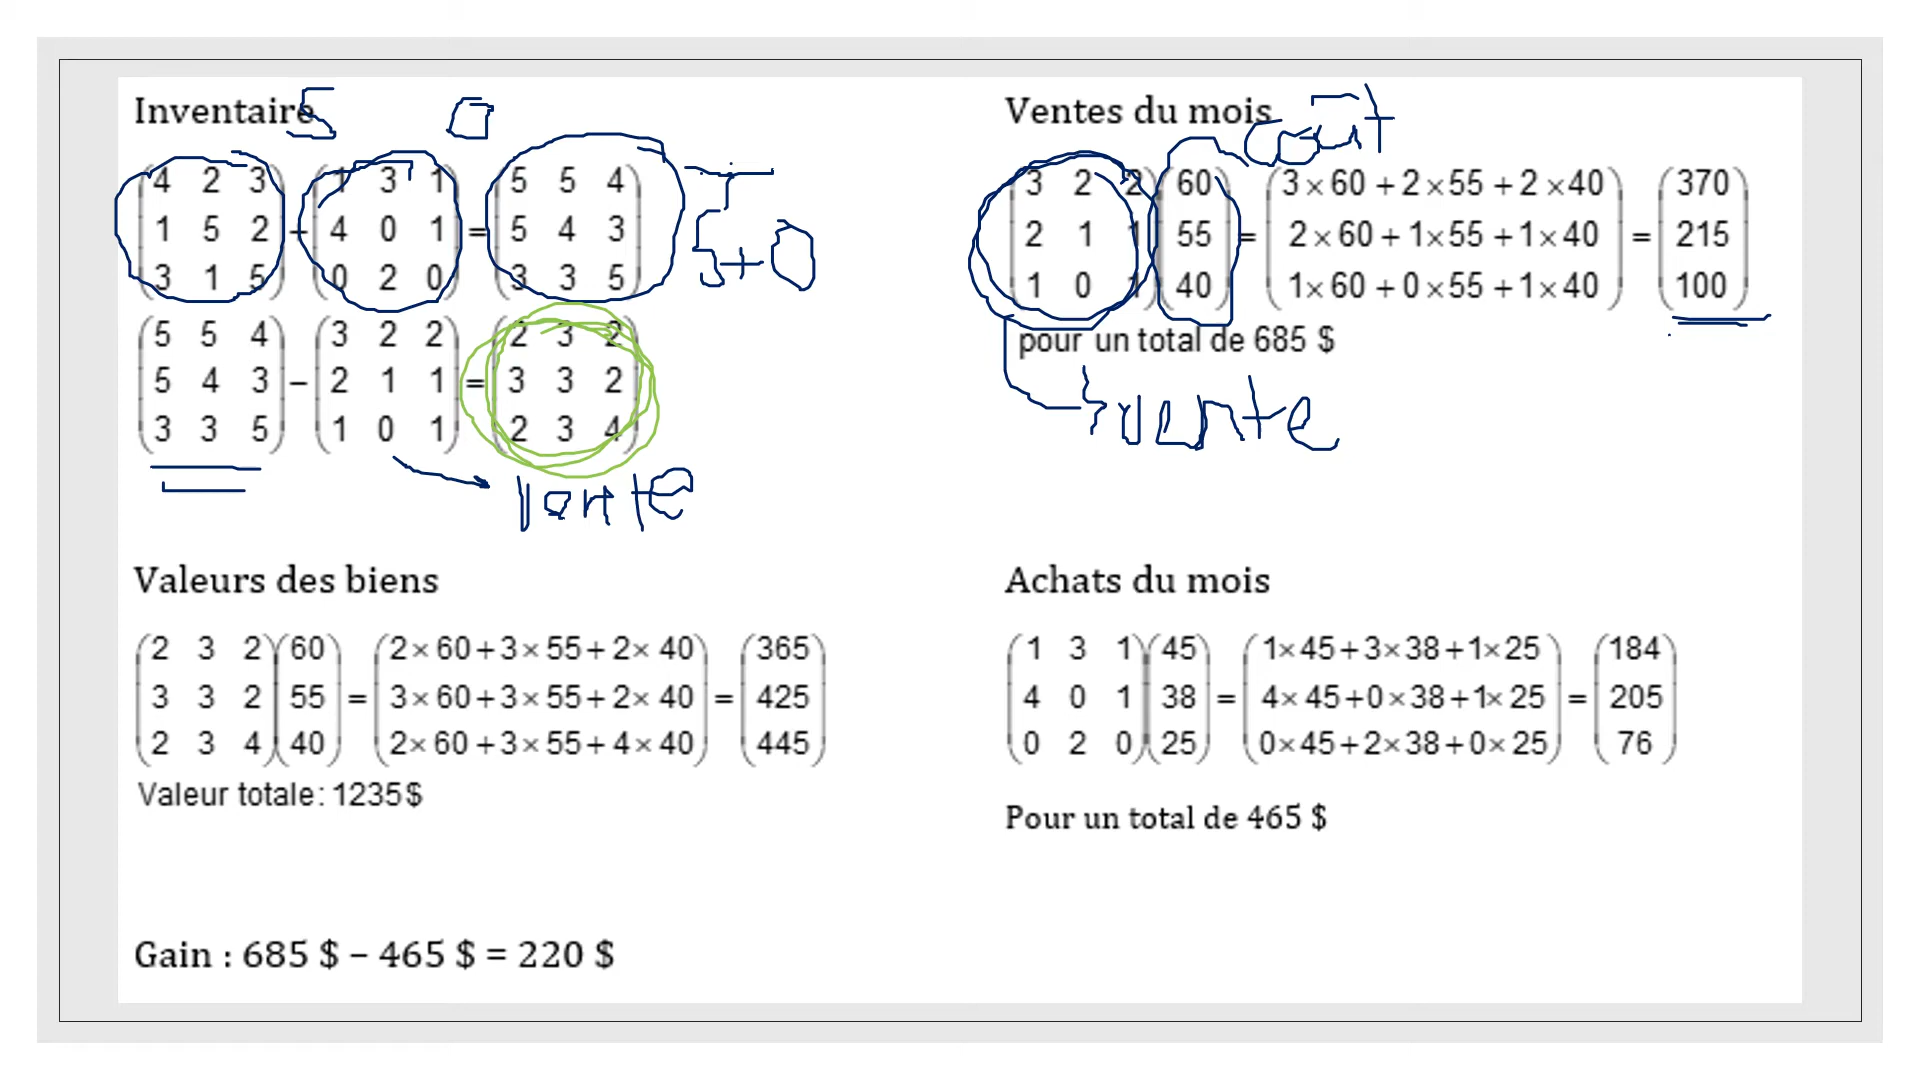 Inventaire
S O
(4 2 3) (1 3 1) (5 5 4)
(1 5 2) + (4 0 1) = (5 4 3)
(3 1 5) (0 2 0) (3 3 5)
S+O
(5 5 4) (3 2 2) (2 3 2)
(5 4 3) – (2 1 1) = (3 3 2)
(3 3 5) (1 0 1) (2 3 4)
vente
Ventes du mois
cout
(3 2 2)(60) (3×60+2×55+2×40) (370)
(2 1 1)(55) = (2×60+1×55+1×40) = (215)
(1 0 1)(40) (1×60+0×55+1×40) (100)
pour un total de 685 $
vente
Valeurs des biens
(2 3 2)(60) (2×60+3×55+2×40) (365)
(3 3 2)(55) = (3×60+3×55+2×40) = (425)
(2 3 4)(40) (2×60+3×55+4×40) (445)
Valeur totale: 1235$
Achats du mois
(1 3 1)(45) (1×45+3×38+1×25) (184)
(4 0 1)(38) = (4×45+0×38+1×25) = (205)
(0 2 0)(25) (0×45+2×38+0×25) (76)
Pour un total de 465 $
Gain : 685 $ – 465 $ = 220 $